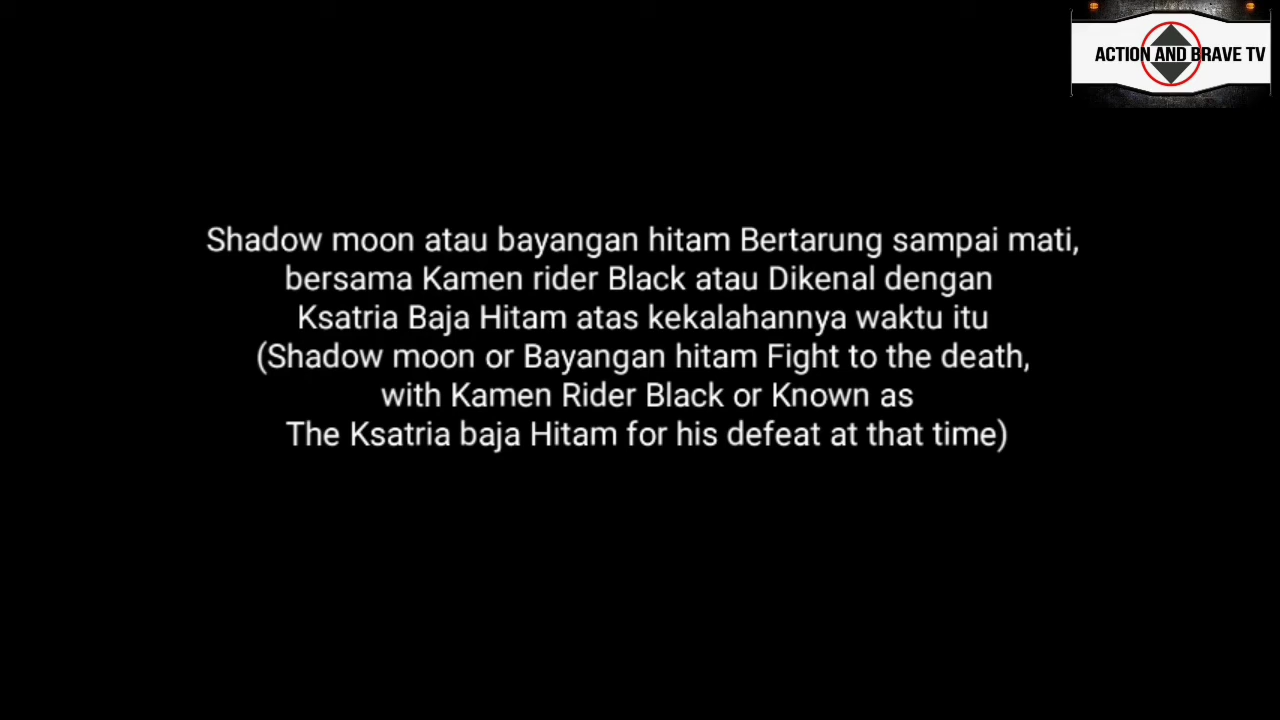 ACTION AND BRAVE TV
Shadow moon atau bayangan hitam Bertarung sampai mati,
bersama Kamen rider Black atau Dikenal dengan
Ksatria Baja Hitam atas kekalahannya waktu itu
(Shadow moon or Bayangan hitam Fight to the death,
with Kamen Rider Black or Known as
The Ksatria baja Hitam for his defeat at that time)